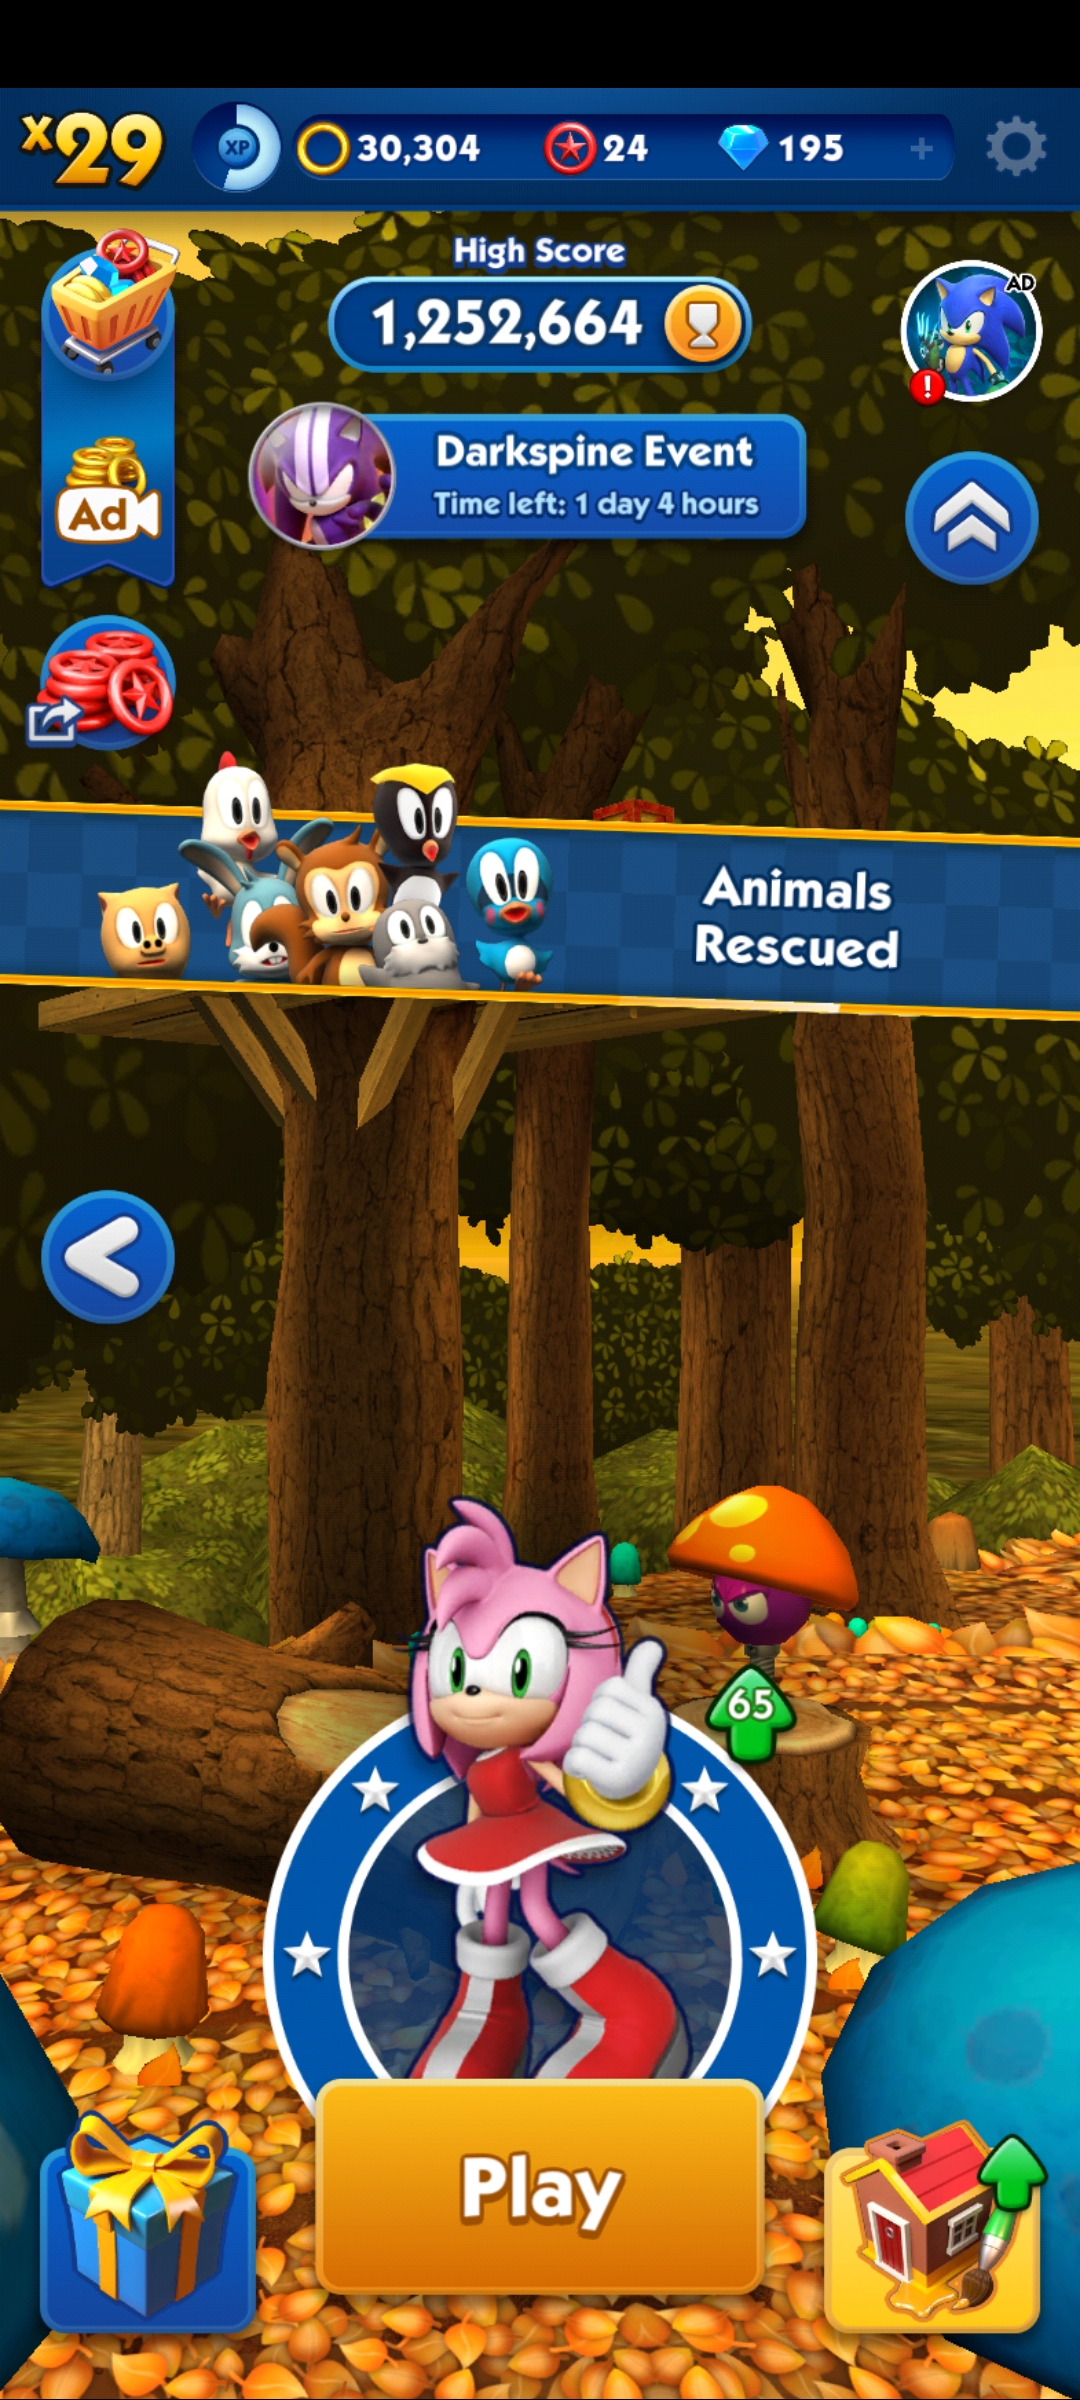 x29
XP
30,304
24
195
+
High Score
1,252,664
AD
!
Darkspine Event
Time left: 1 day 4 hours
Ad
Animals
Rescued
65
Play